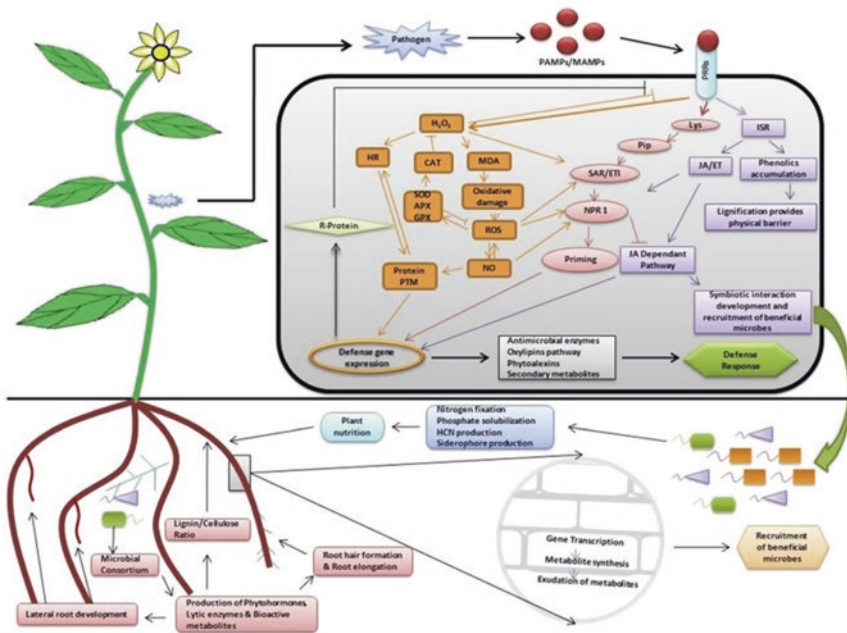 Pathogen
PAMPs/MAMPs
PRRs
Lys
ISR
H₂O₂
Pip
HR
CAT
MDA
SAR/ETI
JA/ET
Phenolics
accumulation
SOD
APX
GPX
Oxidative
damage
NPR 1
Lignification provides
physical barrier
R-Protein
ROS
Protein
PTM
NO
Priming
JA Dependant
Pathway
Symbiotic interaction
development and
recruitment of beneficial
microbes
Defense gene
expression
Antimicrobial enzymes
Oxylipins pathway
Phytoalexins
Secondary metabolites
Defense
Response
Plant
nutrition
Nitrogen fixation
Phosphate solubilization
HCN production
Siderophore production
Lignin/Cellulose
Ratio
Gene Transcription
Metabolite synthesis
Exudation of metabolites
Recruitment
of beneficial
microbes
Microbial
Consortium
Root hair formation
& Root elongation
Lateral root development
Production of Phytohormones,
Lytic enzymes & Bioactive
metabolites